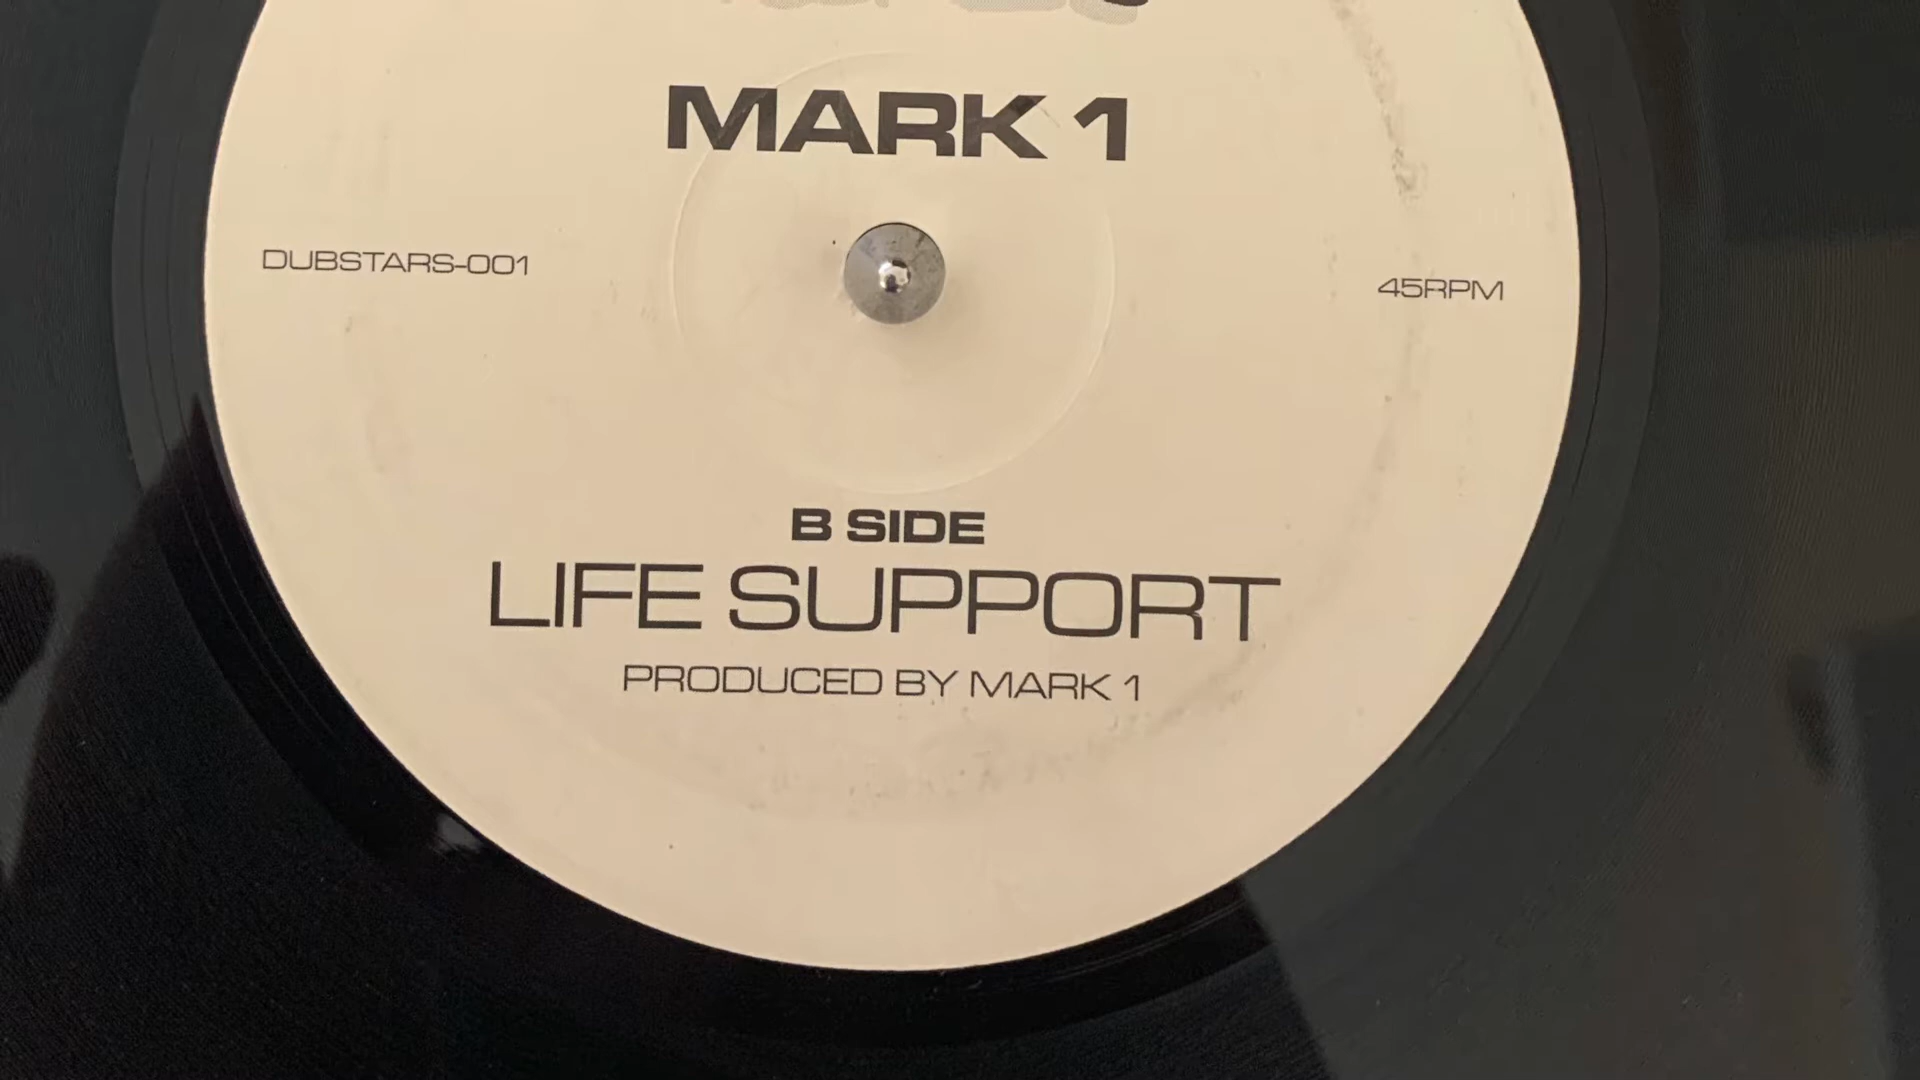 MARK 1
DUBSTARS-001
45RPM
B SIDE
LIFE SUPPORT
PRODUCED BY MARK 1